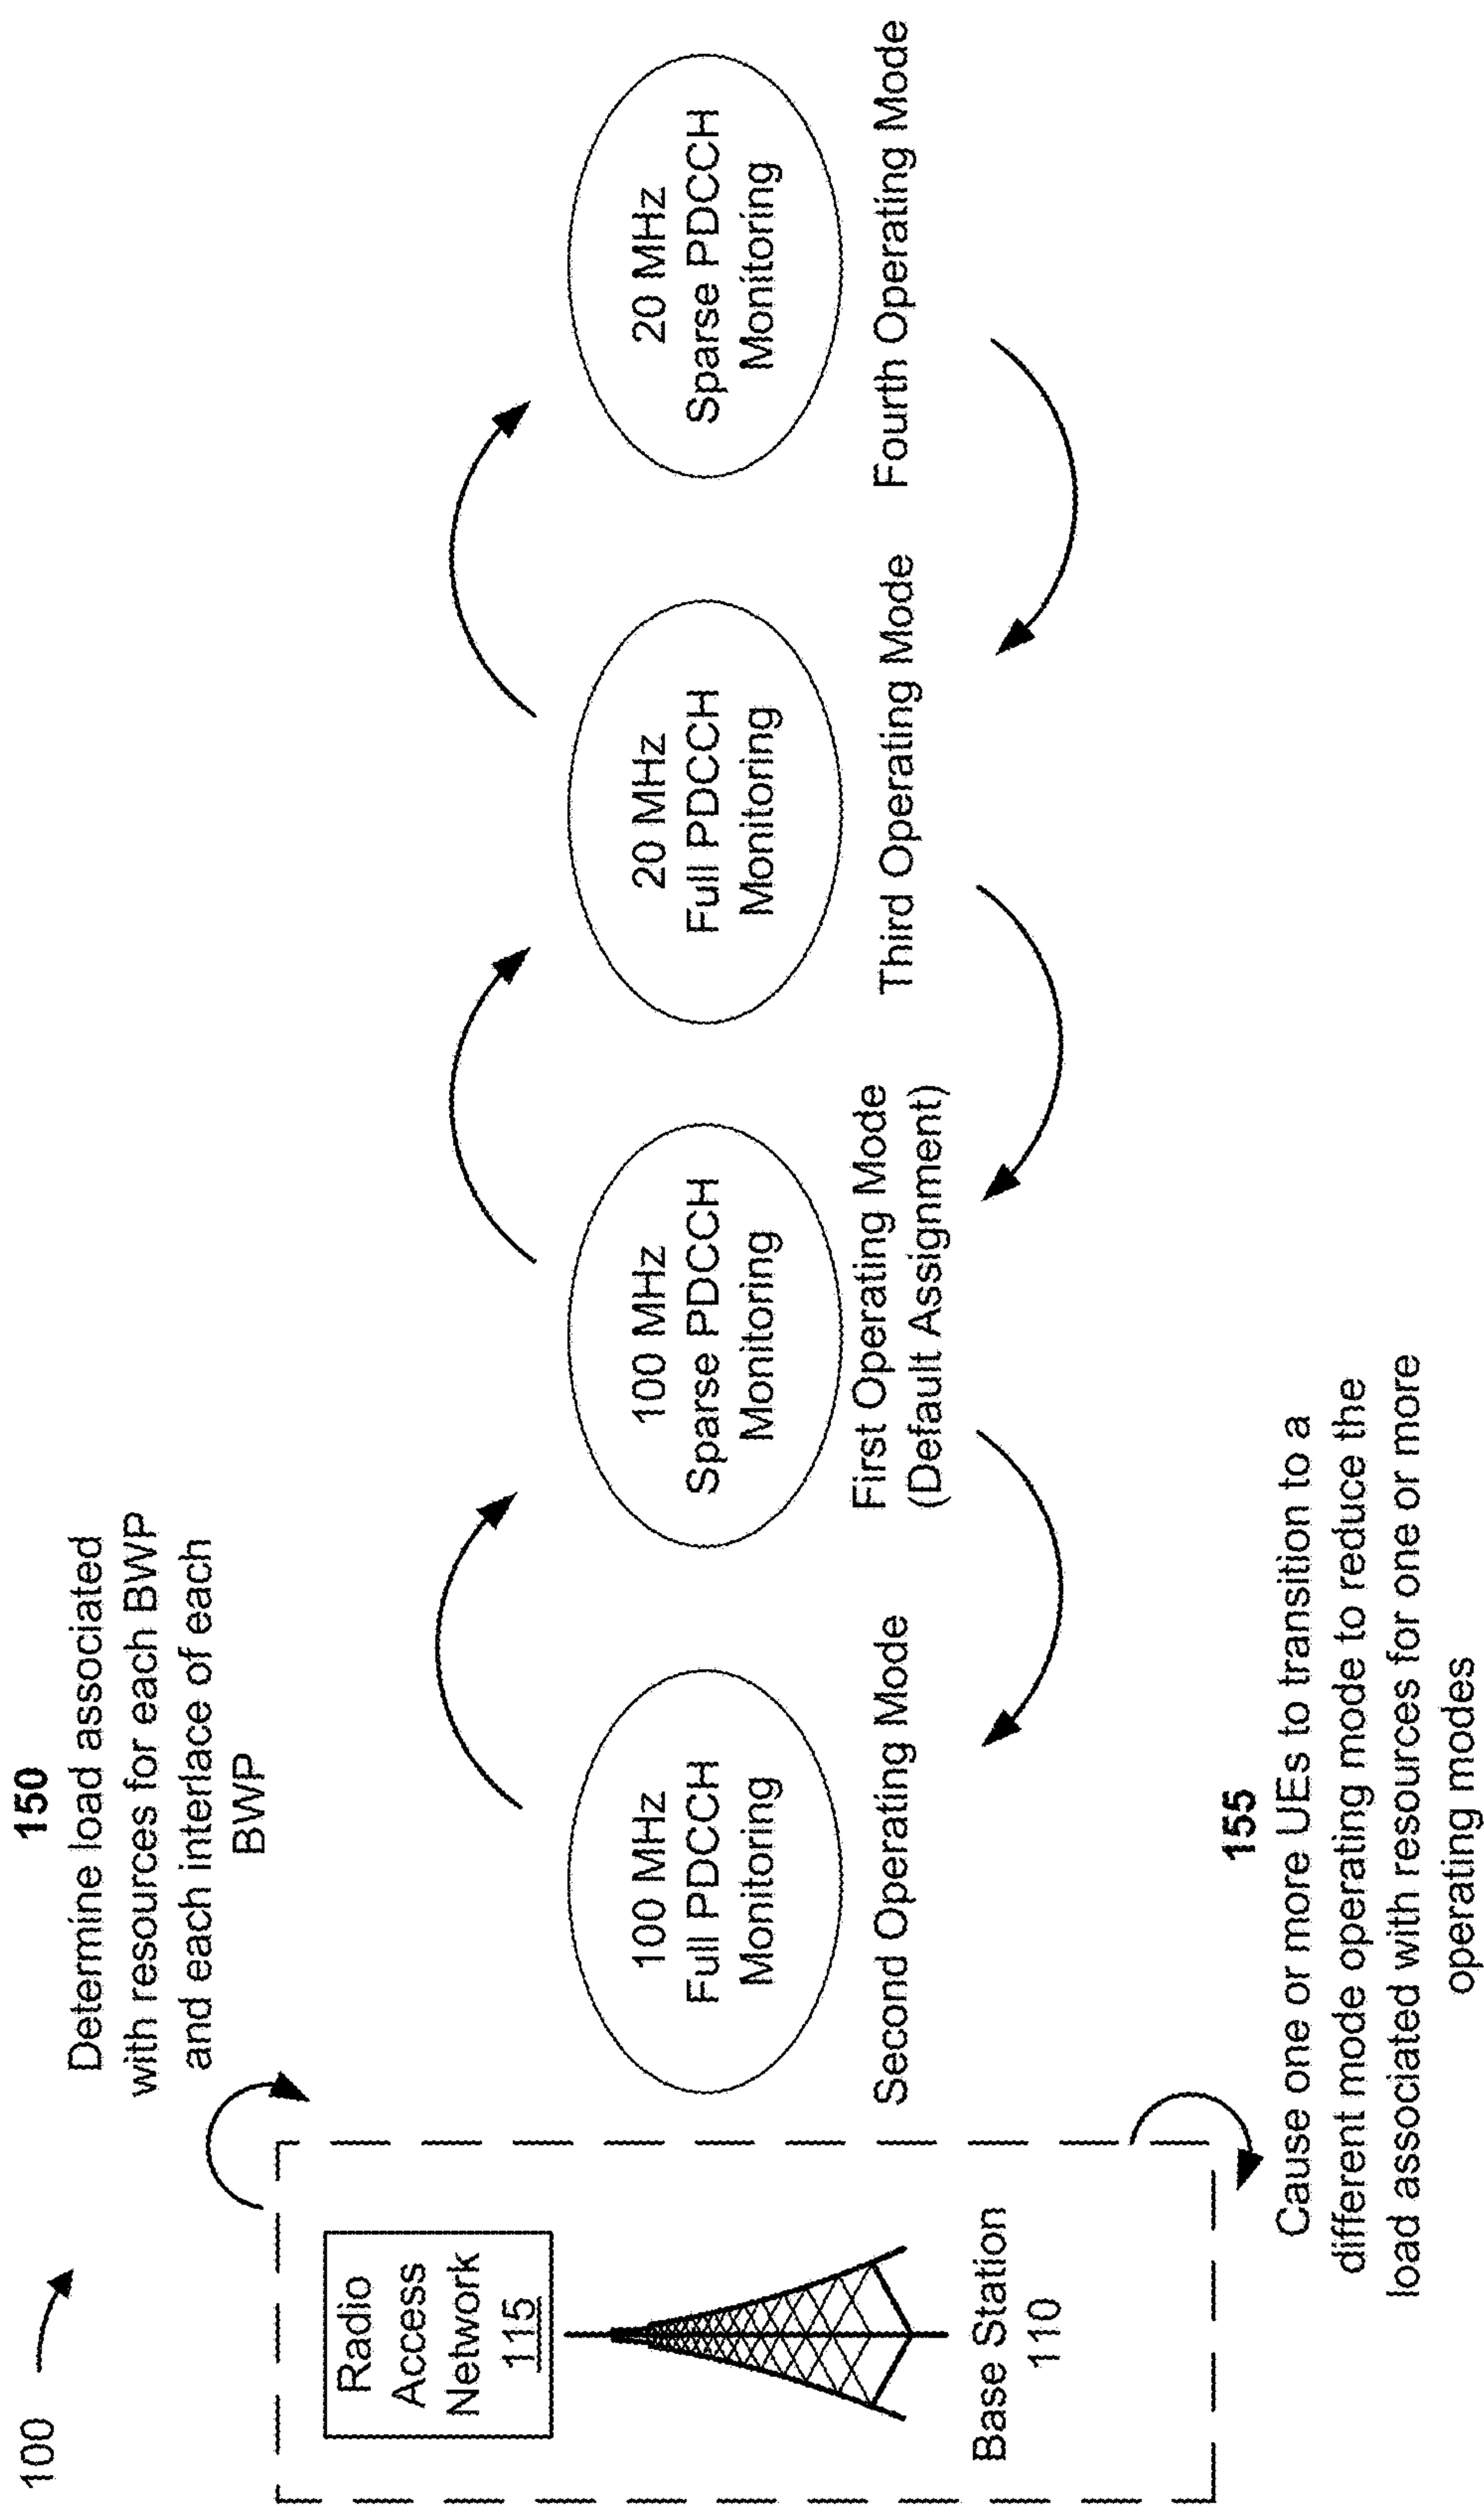 100
150
Determine load associated
with resources for each BWP
and each interlace of each
BWP
Radio
Access
Network
115
Base Station
110
100 MHz
Full PDCCH
Monitoring
Second Operating Mode
100 MHz
Sparse PDCCH
Monitoring
First Operating Mode
(Default Assignment)
20 MHz
Full PDCCH
Monitoring
Third Operating Mode
20 MHz
Sparse PDCCH
Monitoring
Fourth Operating Mode
155
Cause one or more UEs to transition to a
different mode operating mode to reduce the
load associated with resources for one or more
operating modes